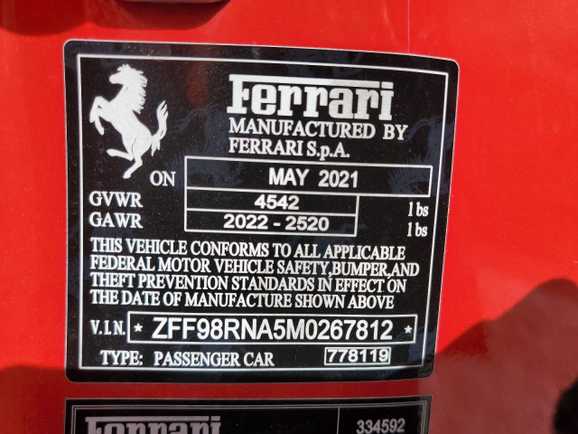 Ferrari
MANUFACTURED BY
FERRARI S.p.A.
ON MAY 2021
GVWR 4542 lbs
GAWR 2022 - 2520 lbs
THIS VEHICLE CONFORMS TO ALL APPLICABLE
FEDERAL MOTOR VEHICLE SAFETY,BUMPER,AND
THEFT PREVENTION STANDARDS IN EFFECT ON
THE DATE OF MANUFACTURE SHOWN ABOVE
V.I.N. * ZFF98RNA5M0267812 *
TYPE: PASSENGER CAR 778119
Ferrari 334592